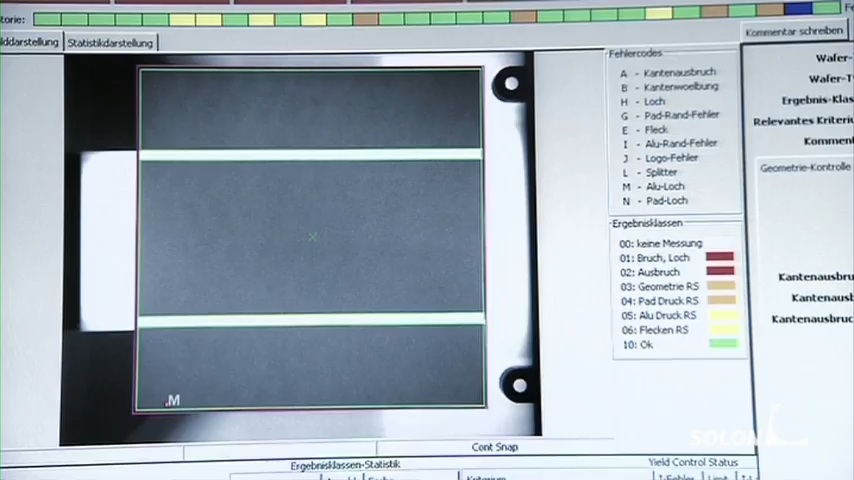 torie:
lddarstellung
Statistikdarstellung
Kommentar schreiben
Fehlercodes
A - Kantenausbruch
B - Kantenwoelbung
H - Loch
G - Pad-Rand-Fehler
E - Fleck
I - Alu-Rand-Fehler
J - Logo-Fehler
L - Splitter
M - Alu-Loch
N - Pad-Loch
Ergebnisklassen
00: keine Messung
01: Bruch, Loch
02: Ausbruch
03: Geometrie RS
04: Pad Druck RS
05: Alu Druck RS
06: Flecken RS
10: Ok
Wafer-
Wafer-T
Ergebnis-Klas
Relevantes Kriteriu
Komment
Geometrie-Kontrolle
Kantenausbru
Kantenausb
Kantenausbruc
.M
Cont Snap
Ergebnisklassen-Statistik
Yield Control Status
Kriterium
SOLON